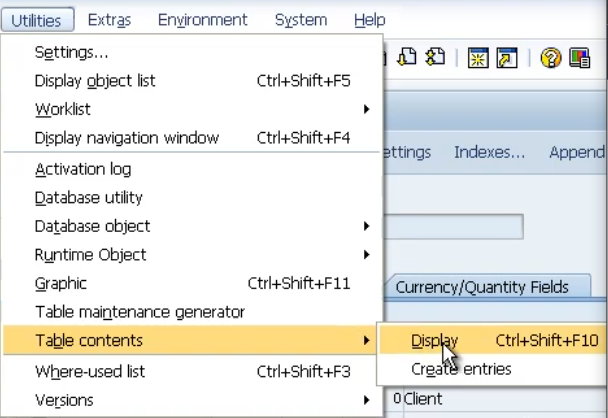 Utilities Extras Environment System Help
Settings...
Display object list Ctrl+Shift+F5
Worklist
Display navigation window Ctrl+Shift+F4
ettings Indexes... Append
Activation log
Database utility
Database object
Runtime Object
Graphic Ctrl+Shift+F11
Currency/Quantity Fields
Table maintenance generator
Table contents
Display Ctrl+Shift+F10
Where-used list Ctrl+Shift+F3
Create entries
Versions
0 Client